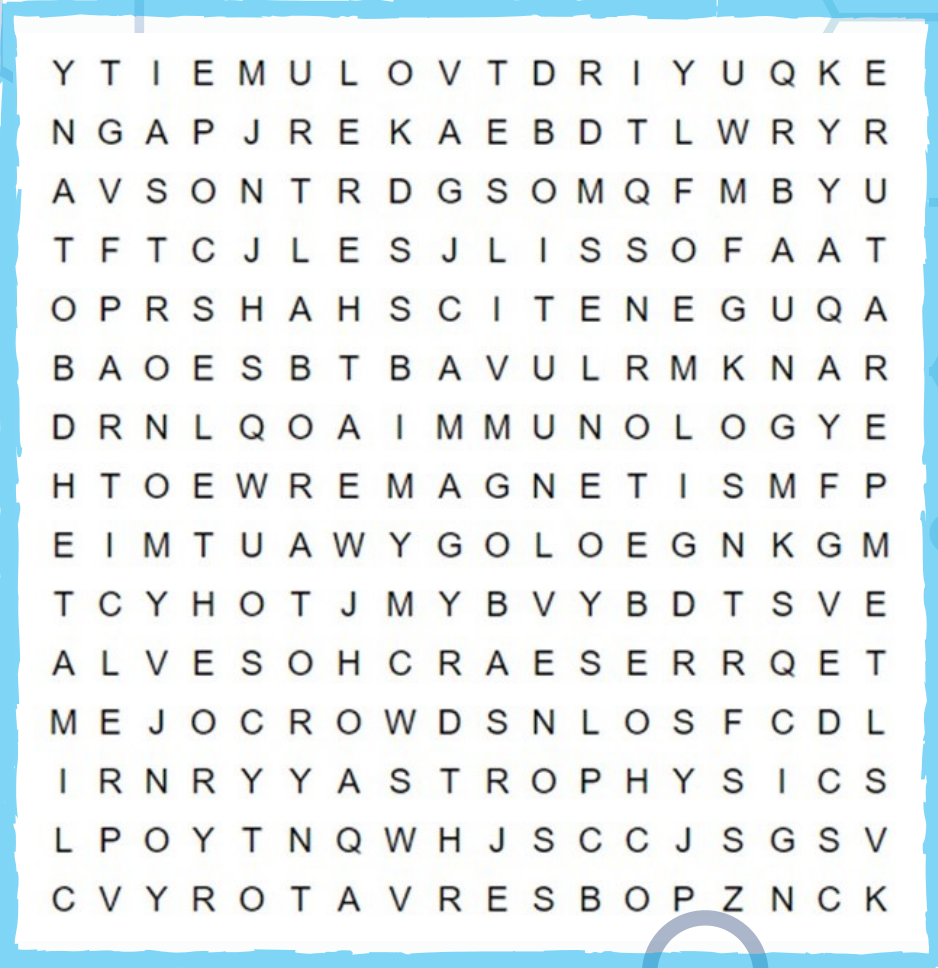 Y T I E M U L O V T D R I Y U Q K E
N G A P J R E K A E B D T L W R Y R
A V S O N T R D G S O M Q F M B Y U
T F T C J L E S J L I S S O F A A T
O P R S H A H S C I T E N E G U Q A
B A O E S B T B A V U L R M K N A R
D R N L Q O A I M M U N O L O G Y E
H T O E W R E M A G N E T I S M F P
E I M T U A W Y G O L O E G N K G M
T C Y H O T J M Y B V Y B D T S V E
A L V E S O H C R A E S E R R Q E T
M E J O C R O W D S N L O S F C D L
I R N R Y Y A S T R O P H Y S I C S
L P O Y T N Q W H J S C C J S G S V
C V Y R O T A V R E S B O P Z N C K